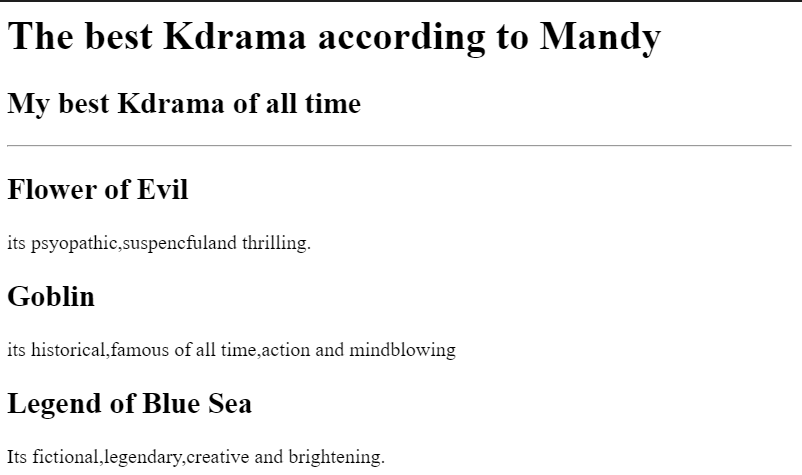 The best Kdrama according to Mandy
My best Kdrama of all time
Flower of Evil
its psyopathic,suspencfuland thrilling.
Goblin
its historical,famous of all time,action and mindblowing
Legend of Blue Sea
Its fictional,legendary,creative and brightening.